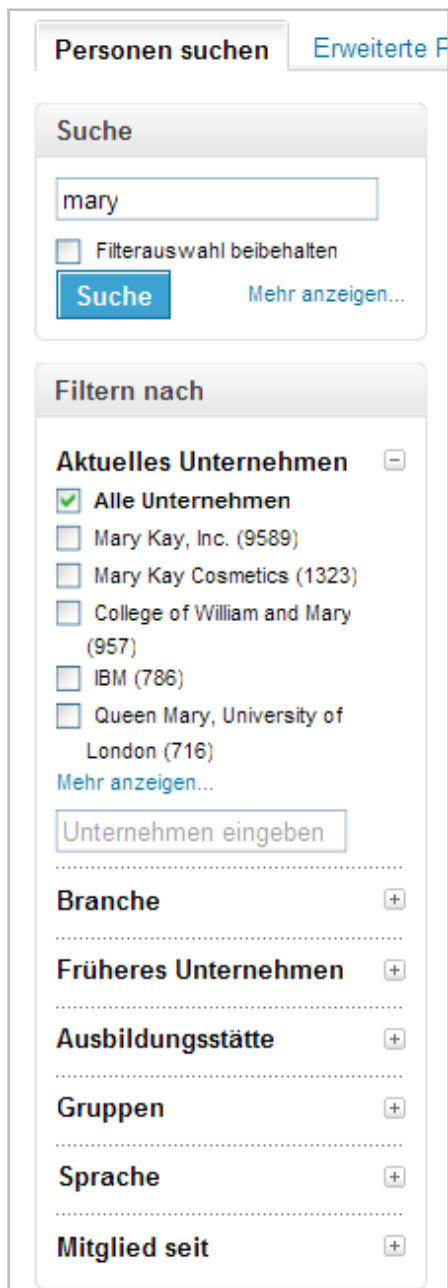 Personen suchen
Erweiterte P
Suche
mary
Filterauswahl beibehalten
Suche
Mehr anzeigen...
Filtern nach
Aktuelles Unternehmen
Alle Unternehmen
Mary Kay, Inc. (9589)
Mary Kay Cosmetics (1323)
College of William and Mary
(957)
IBM (786)
Queen Mary, University of
London (716)
Mehr anzeigen...
Unternehmen eingeben
Branche
Früheres Unternehmen
Ausbildungsstätte
Gruppen
Sprache
Mitglied seit